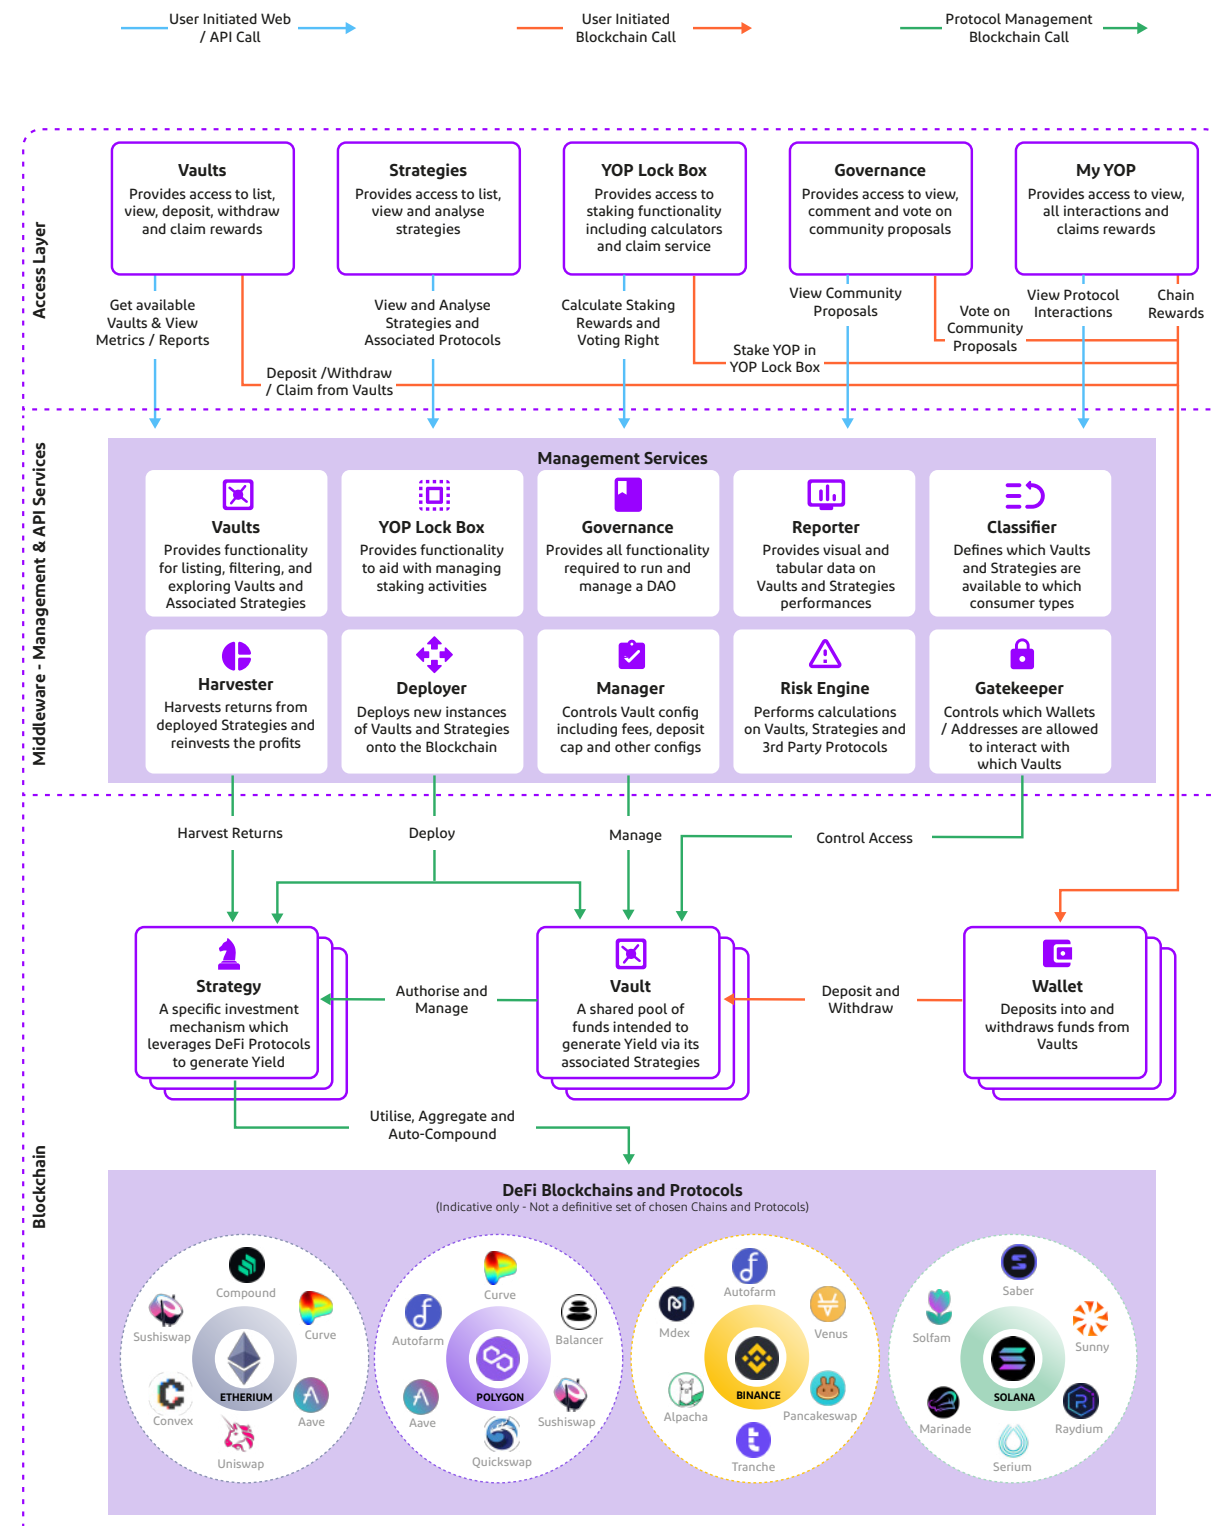 User Initiated Web
/ API Call
User Initiated
Blockchain Call
Protocol Management
Blockchain Call
Access Layer
Vaults
Provides access to list,
view, deposit, withdraw
and claim rewards
Strategies
Provides access to list,
view and analyse
strategies
YOP Lock Box
Provides access to
staking functionality
including calculators
and claim service
Governance
Provides access to view,
comment and vote on
community proposals
My YOP
Provides access to view,
all interactions and
claims rewards
Get available
Vaults & View
Metrics / Reports
View and Analyse
Strategies and
Associated Protocols
Calculate Staking
Rewards and
Voting Right
View Community
Proposals
Vote on
Community
Proposals
View Protocol
Interactions
Chain
Rewards
Stake YOP in
YOP Lock Box
Deposit /Withdraw
/ Claim from Vaults
Middleware - Management & API Services
Management Services
Vaults
Provides functionality
for listing, filtering, and
exploring Vaults and
Associated Strategies
YOP Lock Box
Provides functionality
to aid with managing
staking activities
Governance
Provides all functionality
required to run and
manage a DAO
Reporter
Provides visual and
tabular data on
Vaults and Strategies
performances
Classifier
Defines which Vaults
and Strategies are
available to which
consumer types
Harvester
Harvests returns from
deployed Strategies and
reinvests the profits
Deployer
Deploys new instances
of Vaults and Strategies
onto the Blockchain
Manager
Controls Vault config
including fees, deposit
cap and other configs
Risk Engine
Performs calculations
on Vaults, Strategies and
3rd Party Protocols
Gatekeeper
Controls which Wallets
/ Addresses are allowed
to interact with
which Vaults
Harvest Returns
Deploy
Manage
Control Access
Blockchain
Strategy
A specific investment
mechanism which
leverages DeFi Protocols
to generate Yield
Authorise and
Manage
Vault
A shared pool of
funds intended to
generate Yield via its
associated Strategies
Deposit and
Withdraw
Wallet
Deposits into and
withdraws funds from
Vaults
Utilise, Aggregate and
Auto-Compound
DeFi Blockchains and Protocols
(Indicative only - Not a definitive set of chosen Chains and Protocols)
Compound
Sushiswap
Curve
ETHERIUM
Convex
Aave
Uniswap
Curve
Autofarm
Balancer
POLYGON
Aave
Sushiswap
Quickswap
Autofarm
Mdex
Venus
BINANCE
Alpacha
Pancakeswap
Tranche
Saber
Solfam
Sunny
SOLANA
Marinade
Raydium
Serium